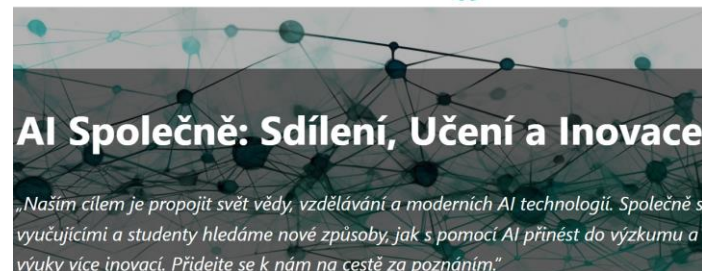 AI Společně: Sdílení, Učení a Inovace
„Naším cílem je propojit svět vědy, vzdělávání a moderních AI technologií. Společně s
vyučujícími a studenty hledáme nové způsoby, jak s pomocí AI přinést do výzkumu a
výuky více inovací. Přidejte se k nám na cestě za poznáním.“